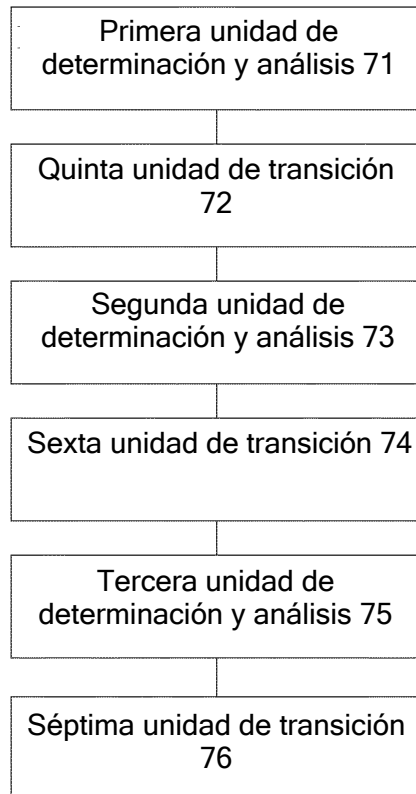 Primera unidad de
determinación y análisis 71
Quinta unidad de transición
72
Segunda unidad de
determinación y análisis 73
Sexta unidad de transición 74
Tercera unidad de
determinación y análisis 75
Séptima unidad de transición
76